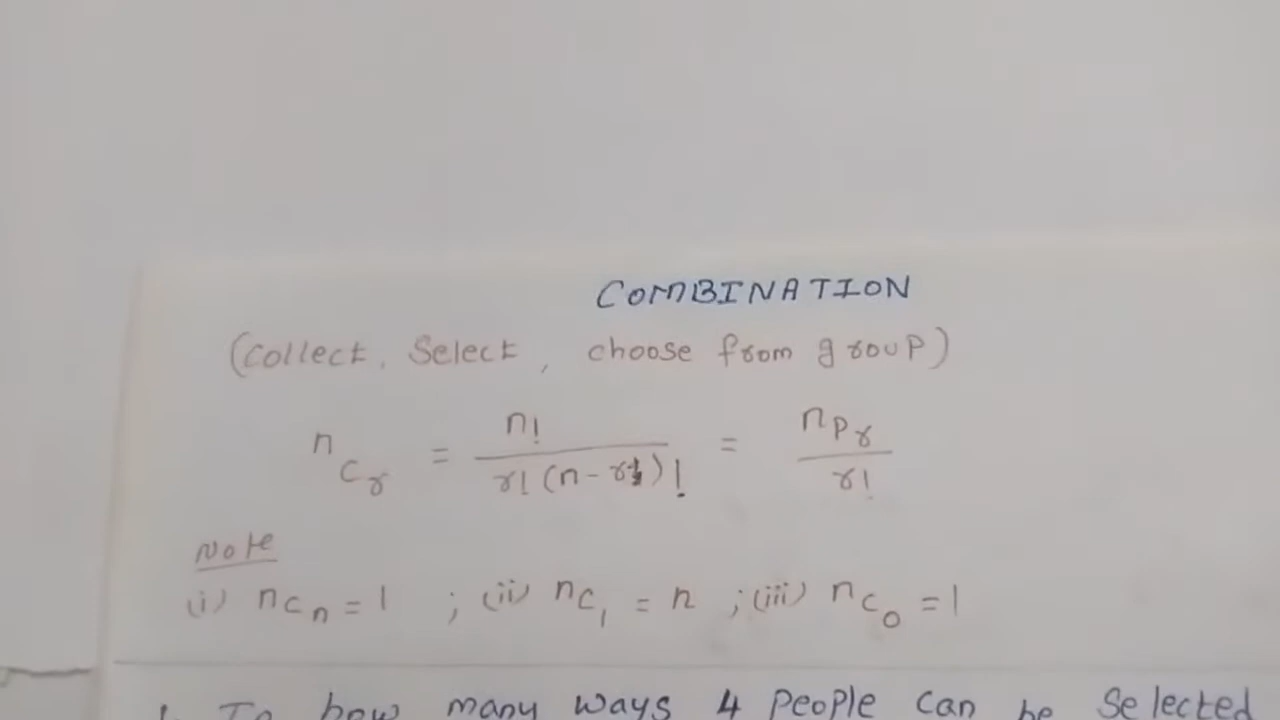 COMBINATION
(collect, Select, choose from group)
nCr = n! / r!(n-r)! = nPr / r!
Note
(i) nCn = 1 ; (ii) nC1 = n ; (iii) nC0 = 1
1. In how many ways 4 people can be Selected